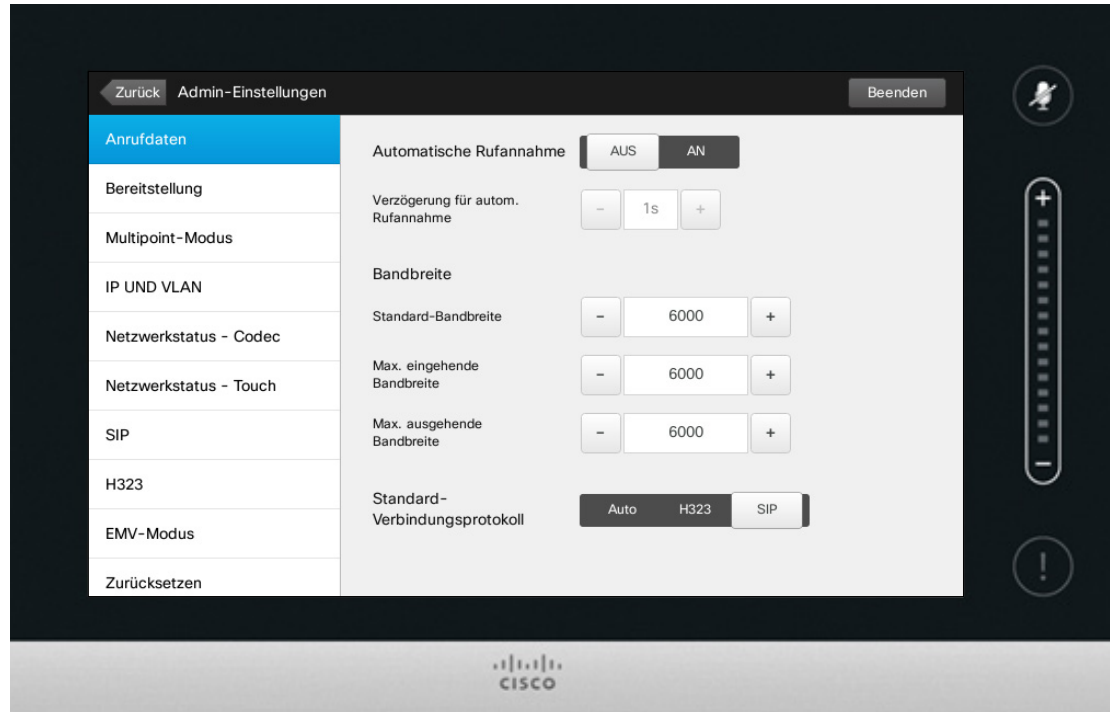 Zurück Admin-Einstellungen Beenden
Anrufdaten
Bereitstellung
Multipoint-Modus
IP UND VLAN
Netzwerkstatus - Codec
Netzwerkstatus - Touch
SIP
H323
EMV-Modus
Zurücksetzen
Automatische Rufannahme AUS AN
Verzögerung für autom.
Rufannahme
- 1s +
Bandbreite
Standard-Bandbreite - 6000 +
Max. eingehende
Bandbreite
- 6000 +
Max. ausgehende
Bandbreite
- 6000 +
Standard-
Verbindungsprotokoll
Auto H323 SIP
+
-
!
CISCO